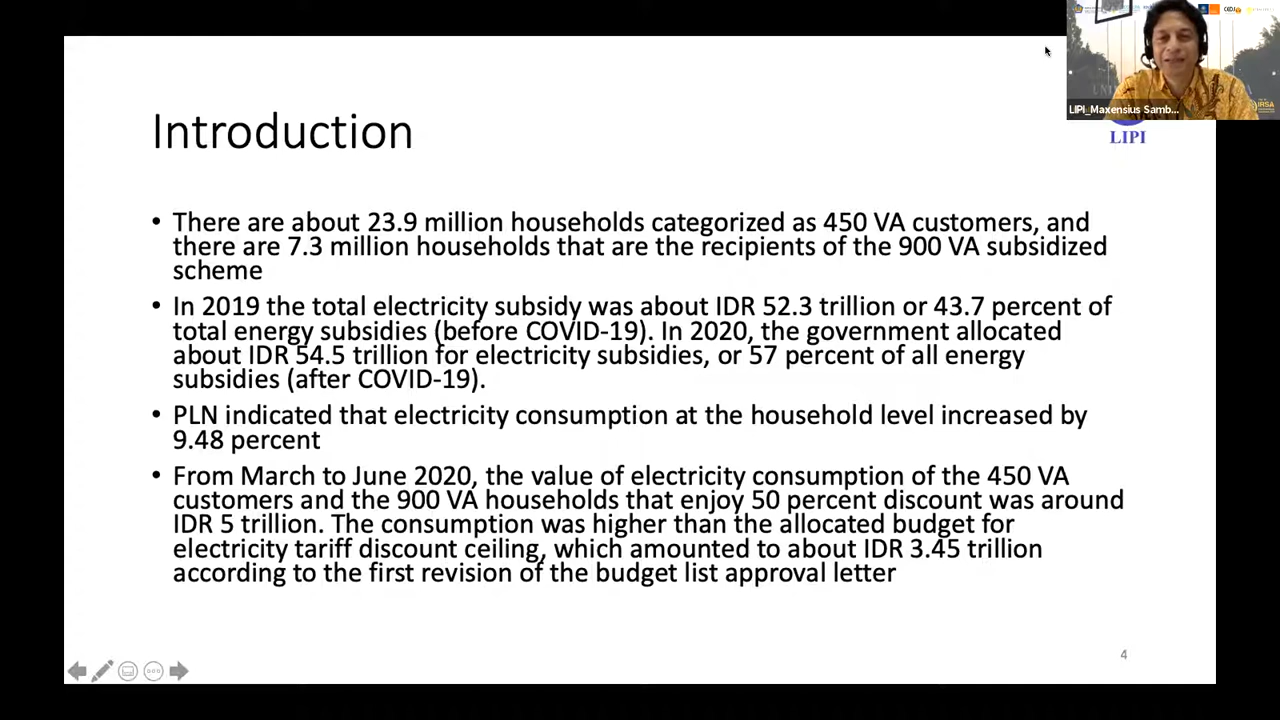 LIPI_Maxensius Samb...
IRSA
LIPI
Introduction
• There are about 23.9 million households categorized as 450 VA customers, and
there are 7.3 million households that are the recipients of the 900 VA subsidized
scheme
• In 2019 the total electricity subsidy was about IDR 52.3 trillion or 43.7 percent of
total energy subsidies (before COVID-19). In 2020, the government allocated
about IDR 54.5 trillion for electricity subsidies, or 57 percent of all energy
subsidies (after COVID-19).
• PLN indicated that electricity consumption at the household level increased by
9.48 percent
• From March to June 2020, the value of electricity consumption of the 450 VA
customers and the 900 VA households that enjoy 50 percent discount was around
IDR 5 trillion. The consumption was higher than the allocated budget for
electricity tariff discount ceiling, which amounted to about IDR 3.45 trillion
according to the first revision of the budget list approval letter
4